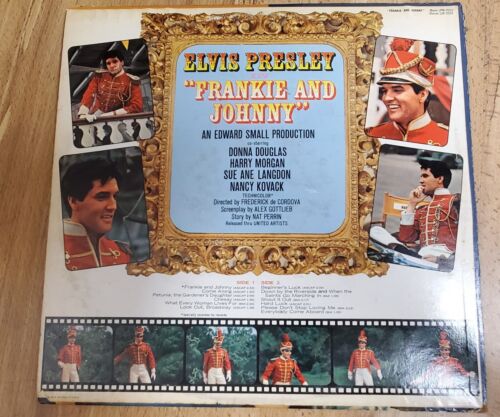 "FRANKIE AND JOHNNY"
ELVIS PRESLEY
"FRANKIE AND
JOHNNY"
AN EDWARD SMALL PRODUCTION
co-starring
DONNA DOUGLAS
HARRY MORGAN
SUE ANE LANGDON
NANCY KOVACK
TECHNICOLOR®
Directed by FREDERICK de CORDOVA
Screenplay by ALEX GOTTLIEB
Story by NAT PERRIN
Released thru UNITED ARTISTS
SIDE 1
*Frankie and Johnny
Come Along
Petunia, the Gardener's Daughter
Chesay
What Every Woman Lives For
Look Out, Broadway
SIDE 2
Beginner's Luck
Down by the Riverside and When the
Saints Go Marching In
Shout It Out
Hard Luck
Please Don't Stop Loving Me
Everybody Come Aboard